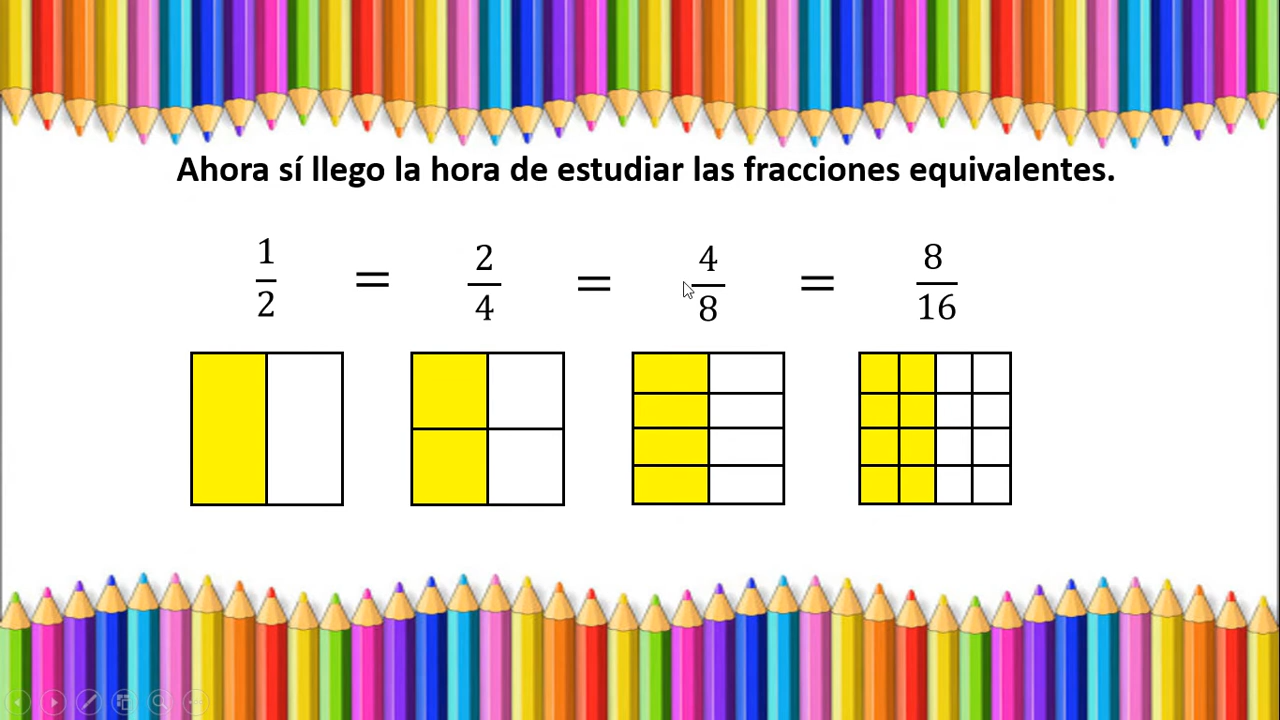 Ahora sí llego la hora de estudiar las fracciones equivalentes.
1/2 = 2/4 = 4/8 = 8/16